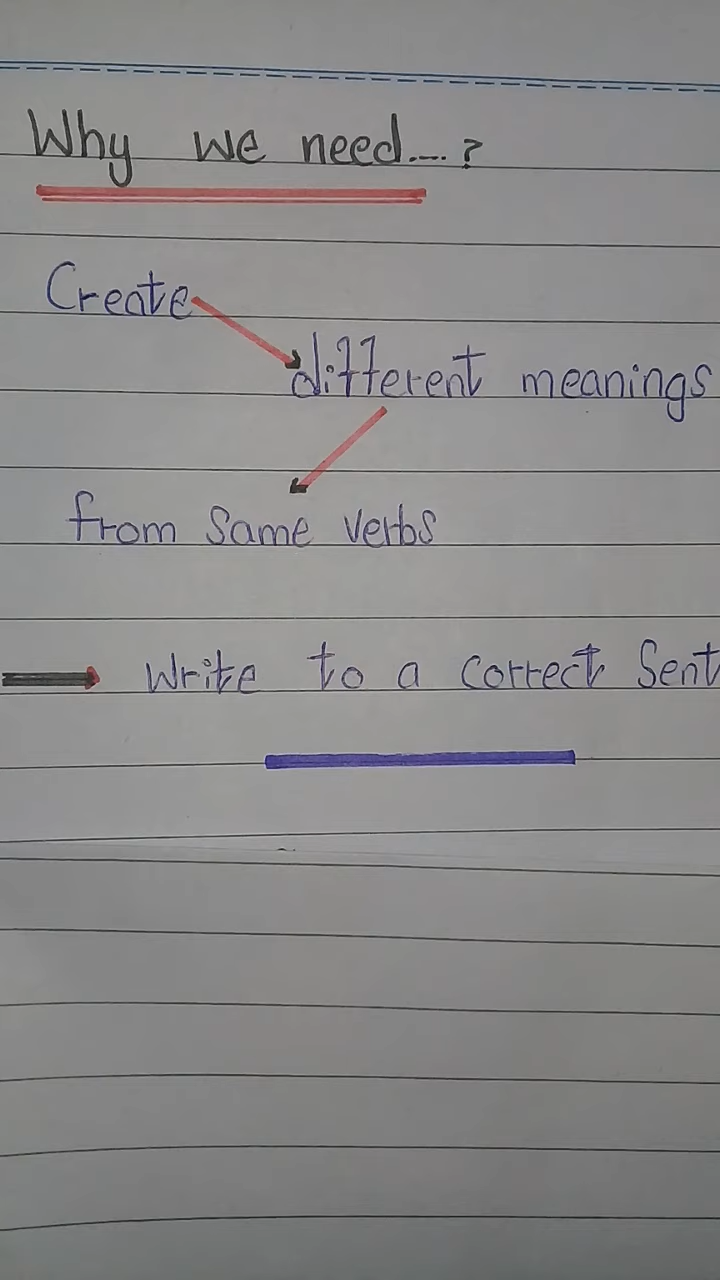 Why we need....?
Create
different meanings
from same verbs
Write to a correct Sent